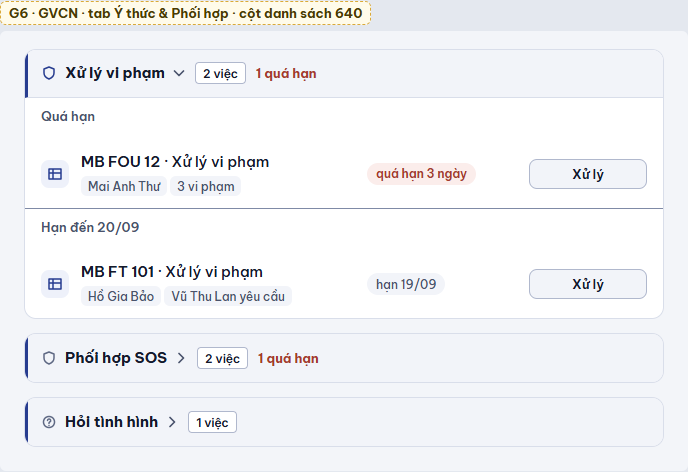 G6 · GVCN · tab Ý thức & Phối hợp · cột danh sách 640
Xử lý vi phạm 2 việc 1 quá hạn
Quá hạn
MB FOU 12 · Xử lý vi phạm
Mai Anh Thư 3 vi phạm
quá hạn 3 ngày
Xử lý
Hạn đến 20/09
MB FT 101 · Xử lý vi phạm
Hồ Gia Bảo Vũ Thu Lan yêu cầu
hạn 19/09
Xử lý
Phối hợp SOS 2 việc 1 quá hạn
Hỏi tình hình 1 việc